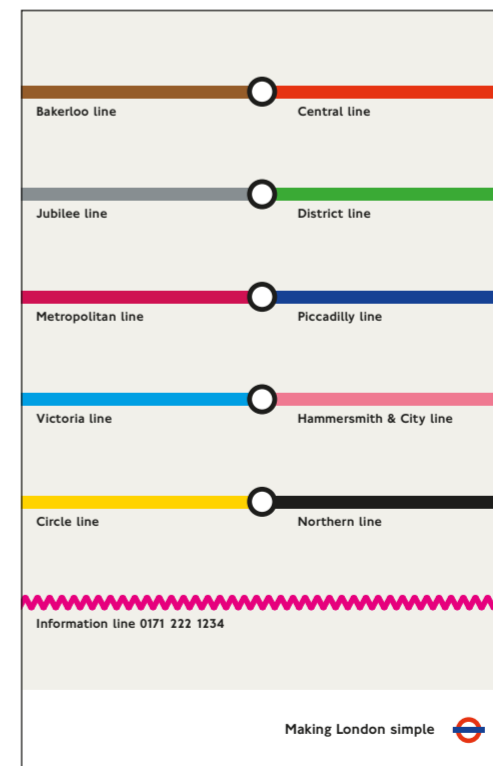 Bakerloo line
Central line
Jubilee line
District line
Metropolitan line
Piccadilly line
Victoria line
Hammersmith & City line
Circle line
Northern line
Information line 0171 222 1234
Making London simple